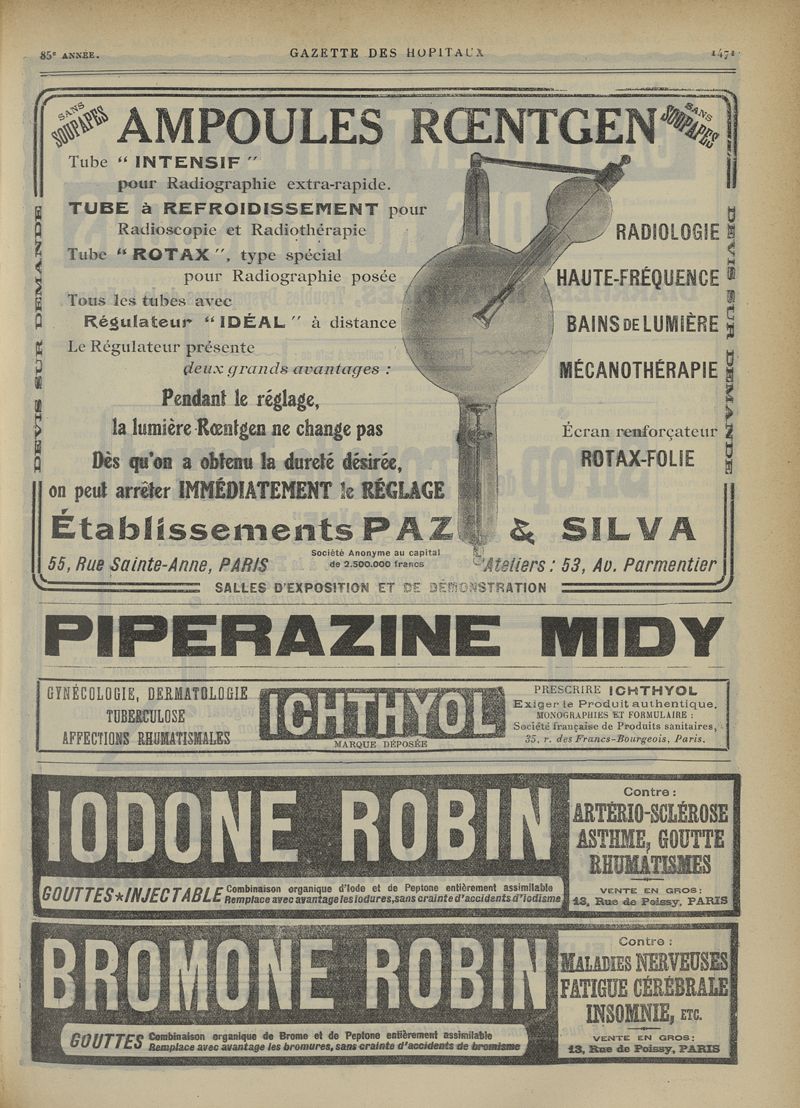 85e ANNÉE.
GAZETTE DES HOPITAUX
1471
SANS SOUPAPES
AMPOULES RŒNTGEN
SANS SOUPAPES
DEVIS SUR DEMANDE
Tube “ INTENSIF ”
pour Radiographie extra-rapide.
TUBE à REFROIDISSEMENT pour
Radioscopie et Radiothérapie
Tube “ ROTAX ”, type spécial
pour Radiographie posée
Tous les tubes avec
Régulateur “ IDÉAL ” à distance
Le Régulateur présente
deux grands avantages :
Pendant le réglage,
la lumière Rœntgen ne change pas
Dès qu'on a obtenu la dureté désirée,
on peut arrêter IMMÉDIATEMENT le RÉGLAGE
RADIOLOGIE
HAUTE-FRÉQUENCE
BAINS DE LUMIÈRE
MÉCANOTHÉRAPIE
Écran renforçateur
ROTAX-FOLIE
DEVIS SUR DEMANDE
Établissements PAZ & SILVA
55, Rue Sainte-Anne, PARIS
Société Anonyme au capital
de 2.500.000 francs
Ateliers : 53, Av. Parmentier
SALLES D'EXPOSITION ET DE DÉMONSTRATION
PIPERAZINE MIDY
GYNÉCOLOGIE, DERMATOLOGIE
TUBERCULOSE
AFFECTIONS RHUMATISMALES
ICHTHYOL
MARQUE DÉPOSÉE
PRESCRIRE ICHTHYOL
Exiger le Produit authentique.
MONOGRAPHIES ET FORMULAIRE :
Société française de Produits sanitaires,
35, r. des Francs-Bourgeois, Paris.
IODONE ROBIN
GOUTTES*INJECTABLE
Combinaison organique d'Iode et de Peptone entièrement assimilable
Remplace avec avantage les iodures, sans crainte d'accidents d'iodisme
Contre :
ARTÉRIO-SCLÉROSE
ASTHME, GOUTTE
RHUMATISMES
VENTE EN GROS :
13, Rue de Poissy, PARIS
BROMONE ROBIN
GOUTTES
Combinaison organique de Brome et de Peptone entièrement assimilable
Remplace avec avantage les bromures, sans crainte d'accidents de bromisme
Contre :
MALADIES NERVEUSES
FATIGUE CÉRÉBRALE
INSOMNIE, ETC.
VENTE EN GROS :
13, Rue de Poissy, PARIS